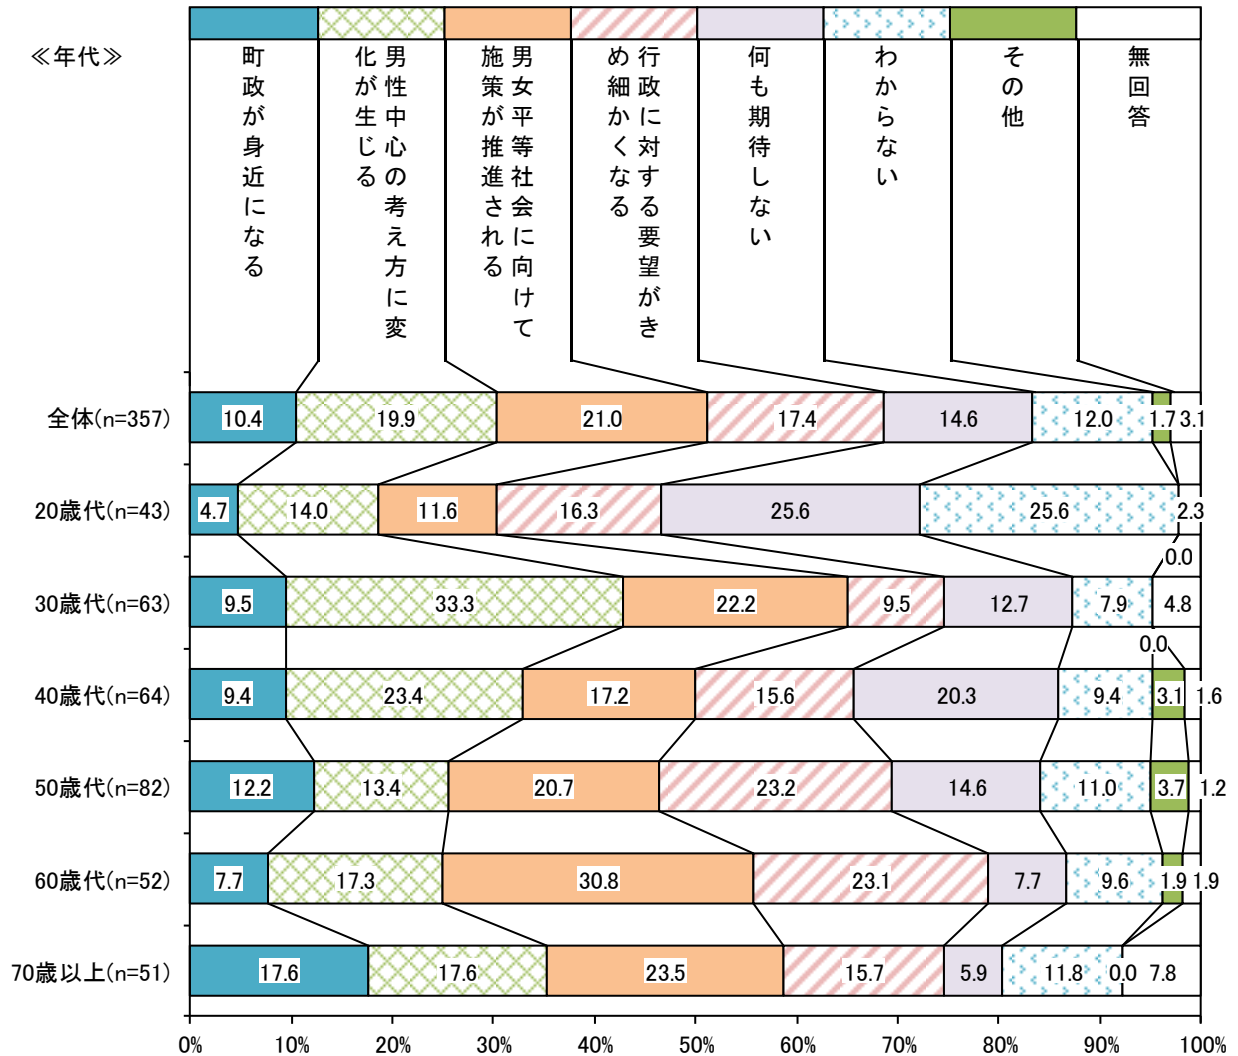 ≪年代≫
町政が身近になる
男性中心の考え方に変
化が生じる
男女平等社会に向けて
施策が推進される
行政に対する要望がき
め細かくなる
何も期待しない
わからない
その他
無回答
全体(n=357)
10.4 19.9 21.0 17.4 14.6 12.0 1.7 3.1
20歳代(n=43)
4.7 14.0 11.6 16.3 25.6 25.6 2.3
0.0
30歳代(n=63)
9.5 33.3 22.2 9.5 12.7 7.9 4.8
0.0
40歳代(n=64)
9.4 23.4 17.2 15.6 20.3 9.4 3.1 1.6
50歳代(n=82)
12.2 13.4 20.7 23.2 14.6 11.0 3.7 1.2
60歳代(n=52)
7.7 17.3 30.8 23.1 7.7 9.6 1.9 1.9
70歳以上(n=51)
17.6 17.6 23.5 15.7 5.9 11.8 0.0 7.8
0% 10% 20% 30% 40% 50% 60% 70% 80% 90% 100%